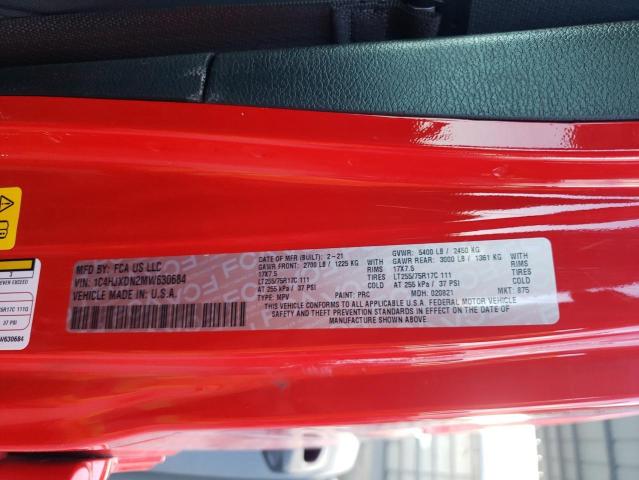 MFD BY: FCA US LLC
VIN: 1C4HJXDN2MW630684
VEHICLE MADE IN: U.S.A.
DATE OF MFR (BUILT): 2-21
GAWR FRONT: 2700 LB / 1225 KG
17X7.5 RIMS
LT255/75R17C 111 TIRES
AT 255 kPa / 37 PSI COLD
TYPE: MPV PAINT: PRC
GVWR: 5400 LB / 2450 KG
GAWR REAR: 3000 LB / 1361 KG WITH
17X7.5 RIMS
LT255/75R17C 111 TIRES
AT 255 kPa / 37 PSI COLD
MDH: 020821 MKT: 875
THIS VEHICLE CONFORMS TO ALL APPLICABLE U.S.A. FEDERAL MOTOR VEHICLE
SAFETY AND THEFT PREVENTION STANDARDS IN EFFECT ON THE DATE OF
MANUFACTURE SHOWN ABOVE.
5R17C 111Q
37 PSI
W630684